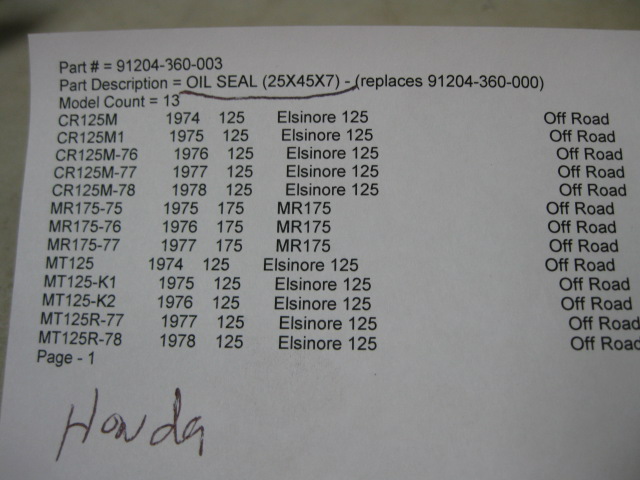 Part # = 91204-360-003
Part Description = OIL SEAL (25X45X7) - (replaces 91204-360-000)
Model Count = 13
CR125M 1974 125 Elsinore 125 Off Road
CR125M1 1975 125 Elsinore 125 Off Road
CR125M-76 1976 125 Elsinore 125 Off Road
CR125M-77 1977 125 Elsinore 125 Off Road
CR125M-78 1978 125 Elsinore 125 Off Road
MR175-75 1975 175 MR175 Off Road
MR175-76 1976 175 MR175 Off Road
MR175-77 1977 175 MR175 Off Road
MT125 1974 125 Elsinore 125 Off Road
MT125-K1 1975 125 Elsinore 125 Off Road
MT125-K2 1976 125 Elsinore 125 Off Road
MT125R-77 1977 125 Elsinore 125 Off Road
MT125R-78 1978 125 Elsinore 125 Off Road
Page - 1
Honda